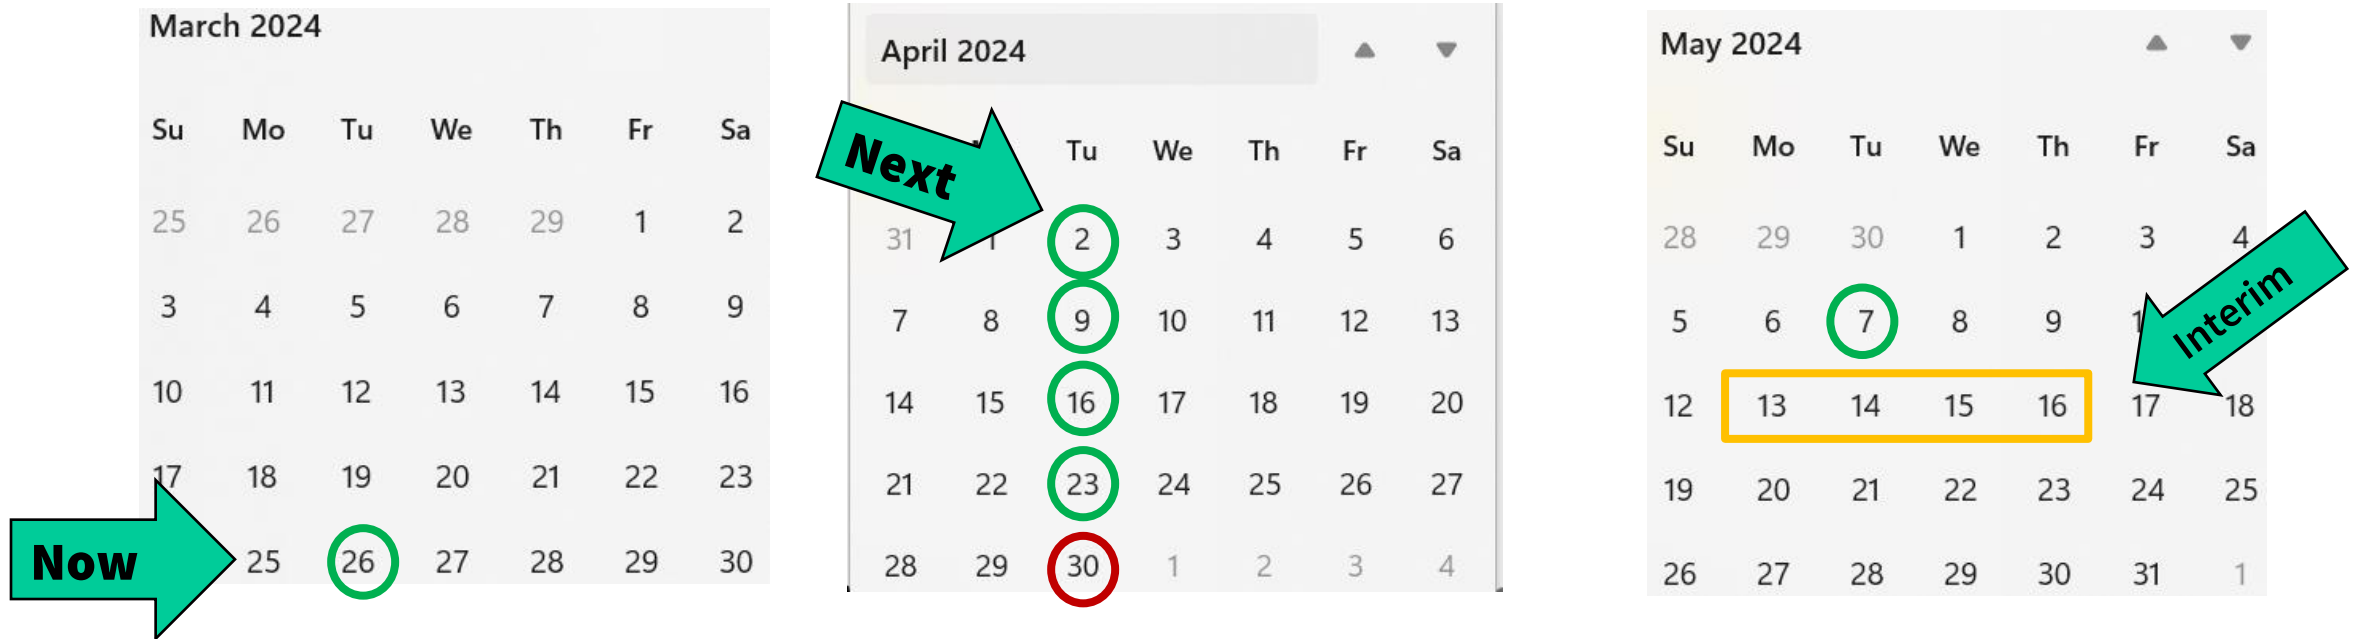 March 2024
Su Mo Tu We Th Fr Sa
25 26 27 28 29 1 2
3 4 5 6 7 8 9
10 11 12 13 14 15 16
17 18 19 20 21 22 23
25 26 27 28 29 30
Now
April 2024
Tu We Th Fr Sa
31 1 2 3 4 5 6
7 8 9 10 11 12 13
14 15 16 17 18 19 20
21 22 23 24 25 26 27
28 29 30 1 2 3 4
Next
May 2024
Su Mo Tu We Th Fr Sa
28 29 30 1 2 3 4
5 6 7 8 9
12 13 14 15 16 17 18
19 20 21 22 23 24 25
26 27 28 29 30 31 1
Interim